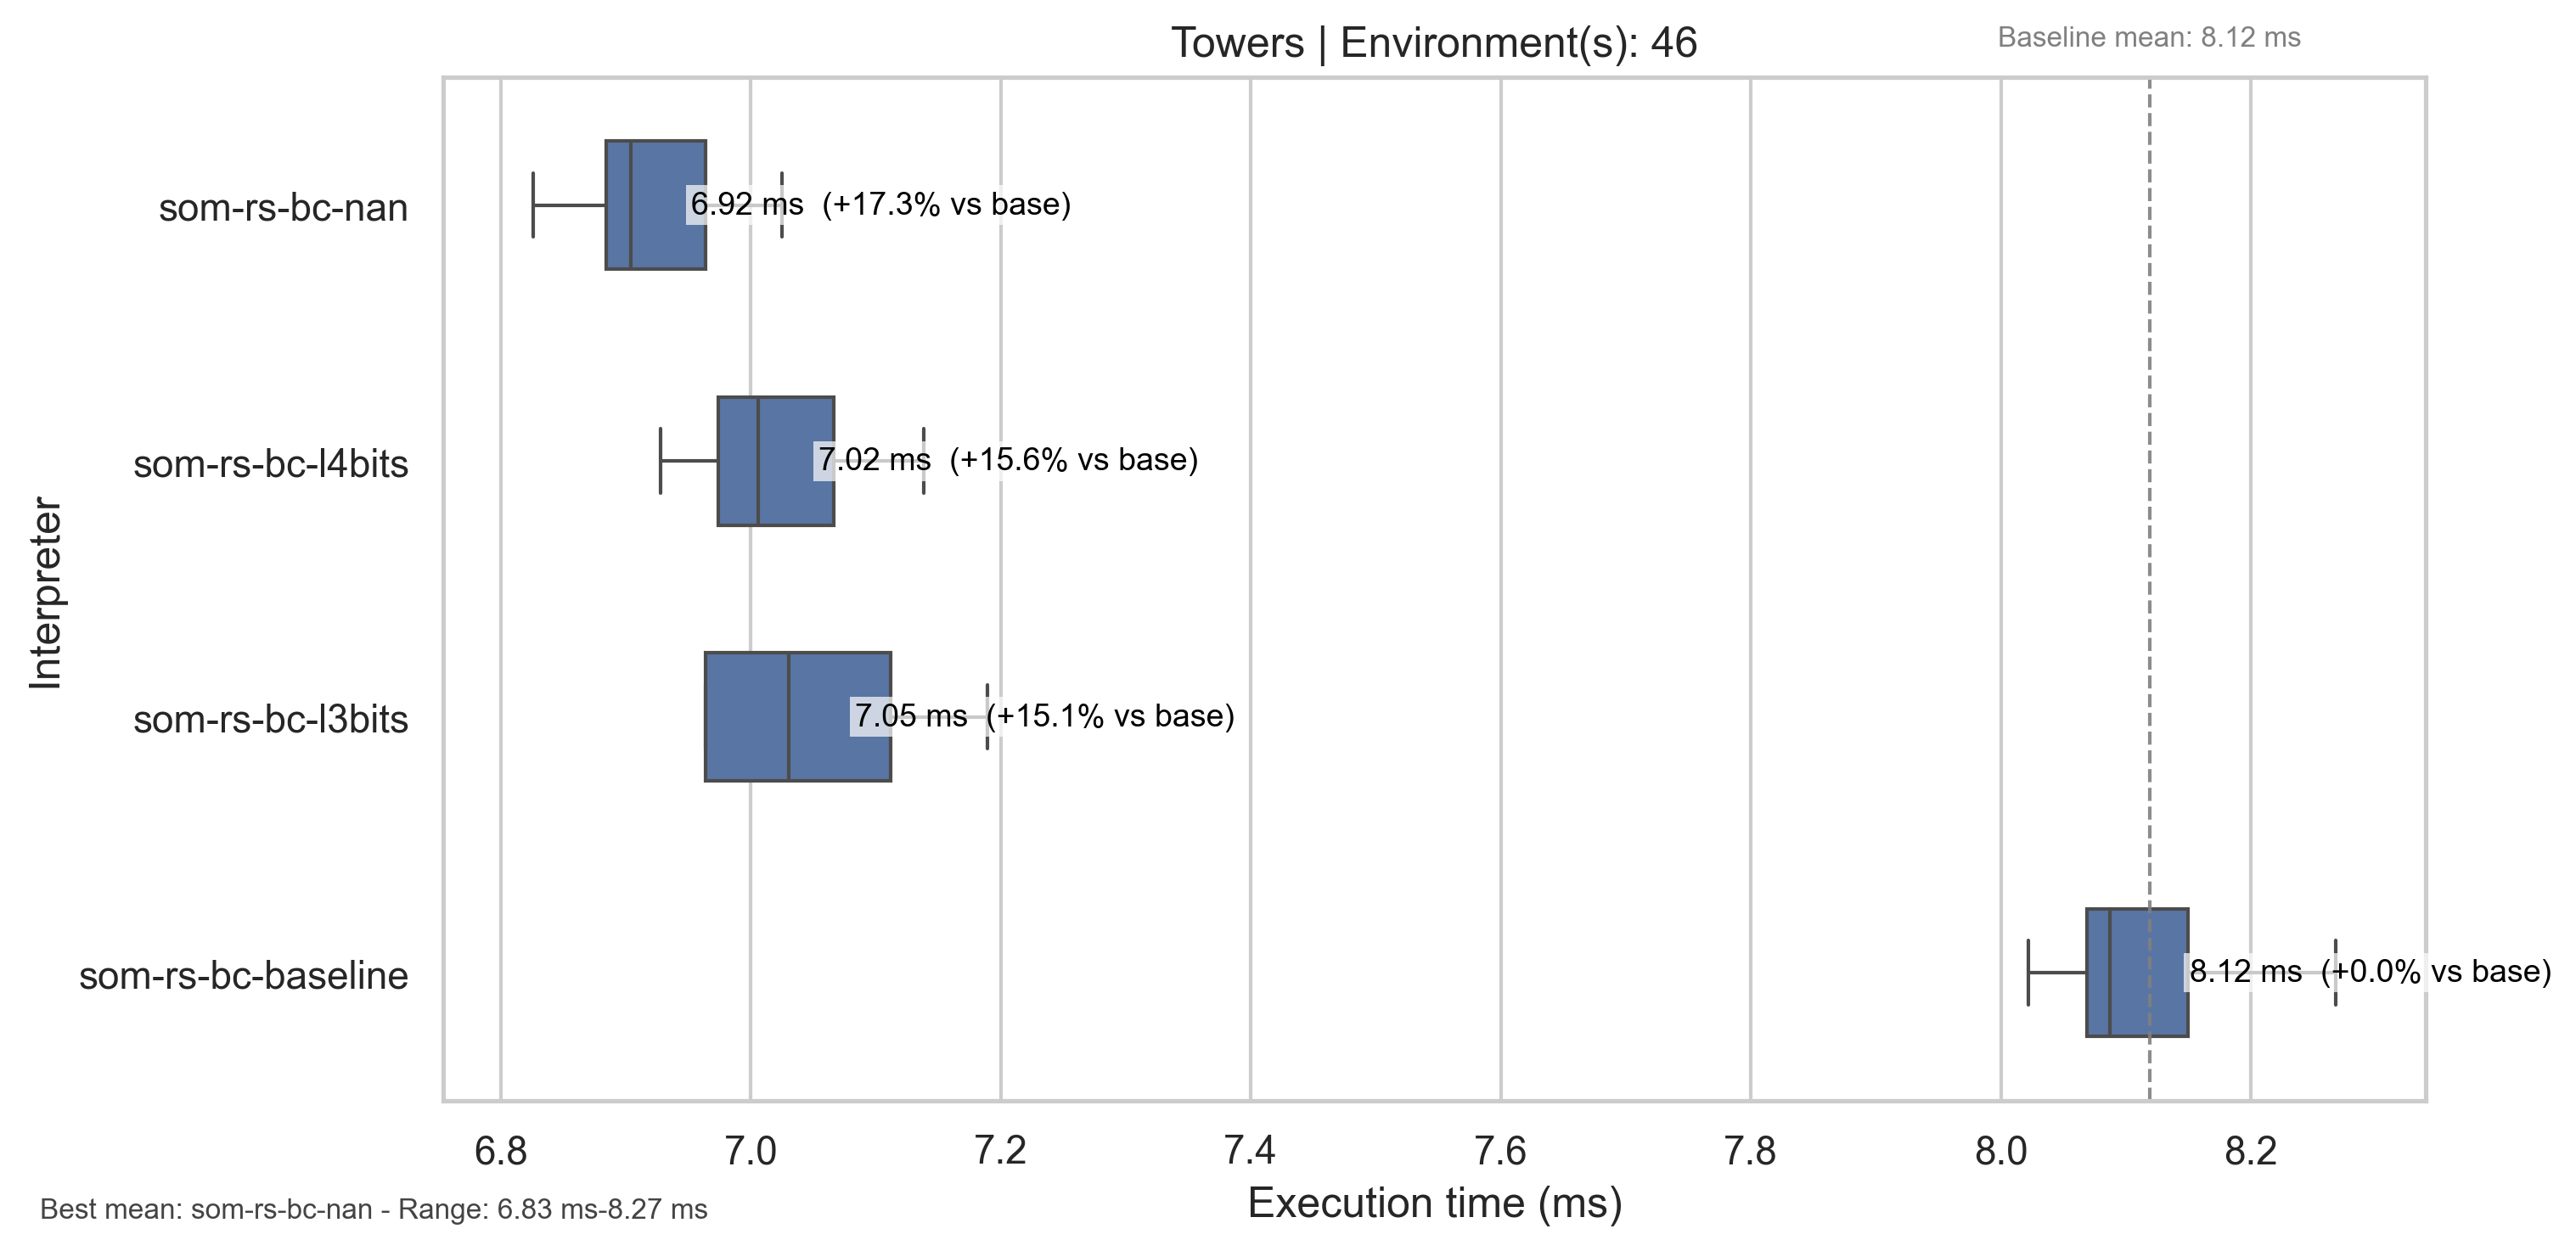 Towers | Environment(s): 46
Baseline mean: 8.12 ms
som-rs-bc-nan
6.92 ms (+17.3% vs base)
som-rs-bc-l4bits
7.02 ms (+15.6% vs base)
som-rs-bc-l3bits
7.05 ms (+15.1% vs base)
som-rs-bc-baseline
8.12 ms (+0.0% vs base)
Interpreter
6.8 7.0 7.2 7.4 7.6 7.8 8.0 8.2
Execution time (ms)
Best mean: som-rs-bc-nan - Range: 6.83 ms-8.27 ms